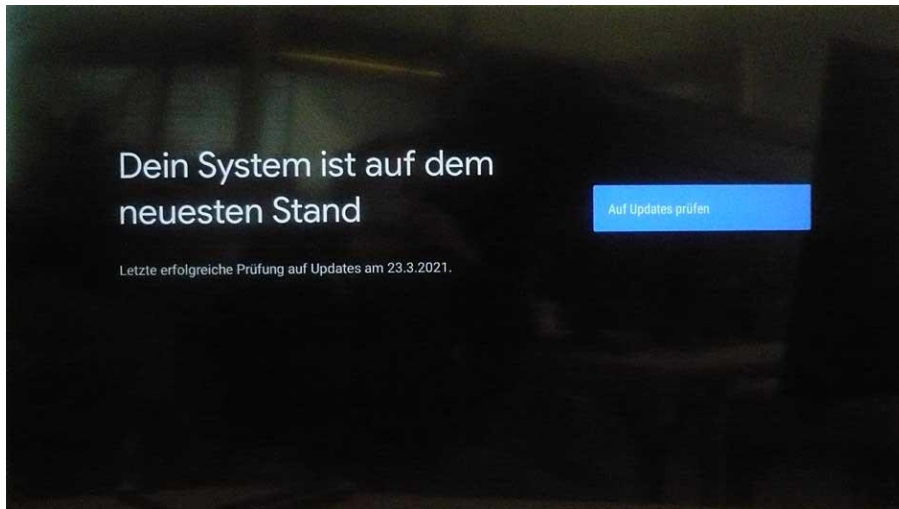 Dein System ist auf dem
neuesten Stand
Auf Updates prüfen
Letzte erfolgreiche Prüfung auf Updates am 23.3.2021.